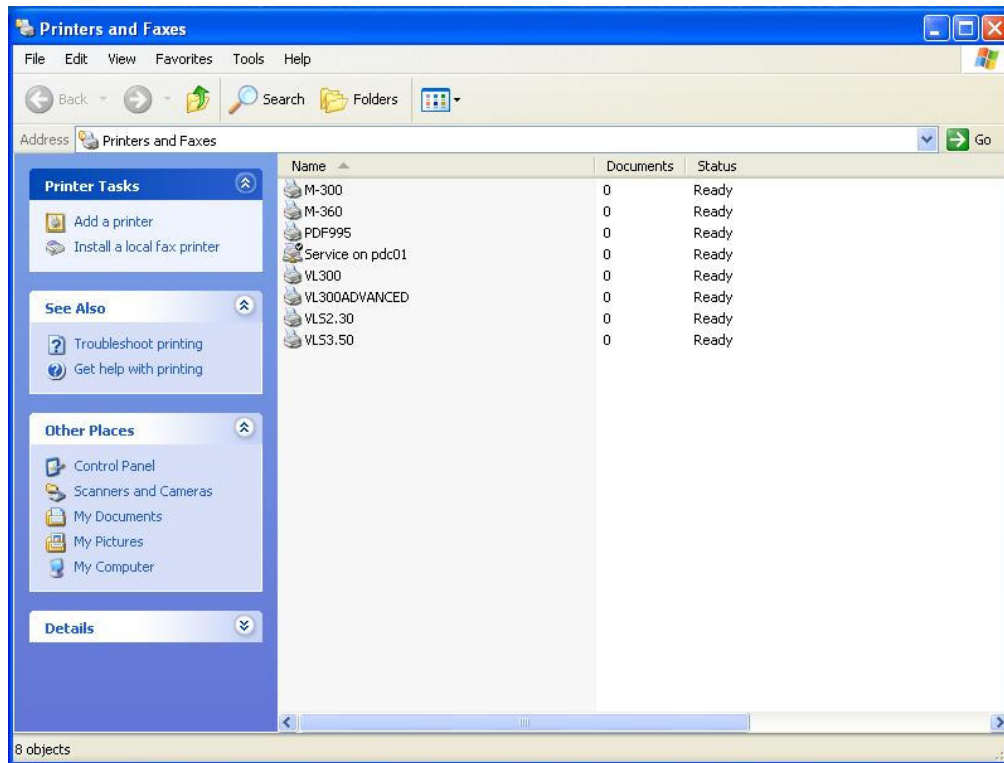 Printers and Faxes
File Edit View Favorites Tools Help
Back Search Folders
Address Printers and Faxes Go
Name Documents Status
Printer Tasks
Add a printer
Install a local fax printer
See Also
Troubleshoot printing
Get help with printing
Other Places
Control Panel
Scanners and Cameras
My Documents
My Pictures
My Computer
Details
M-300 0 Ready
M-360 0 Ready
PDF995 0 Ready
Service on pdc01 0 Ready
VL300 0 Ready
VL300ADVANCED 0 Ready
VLS2.30 0 Ready
VLS3.50 0 Ready
8 objects